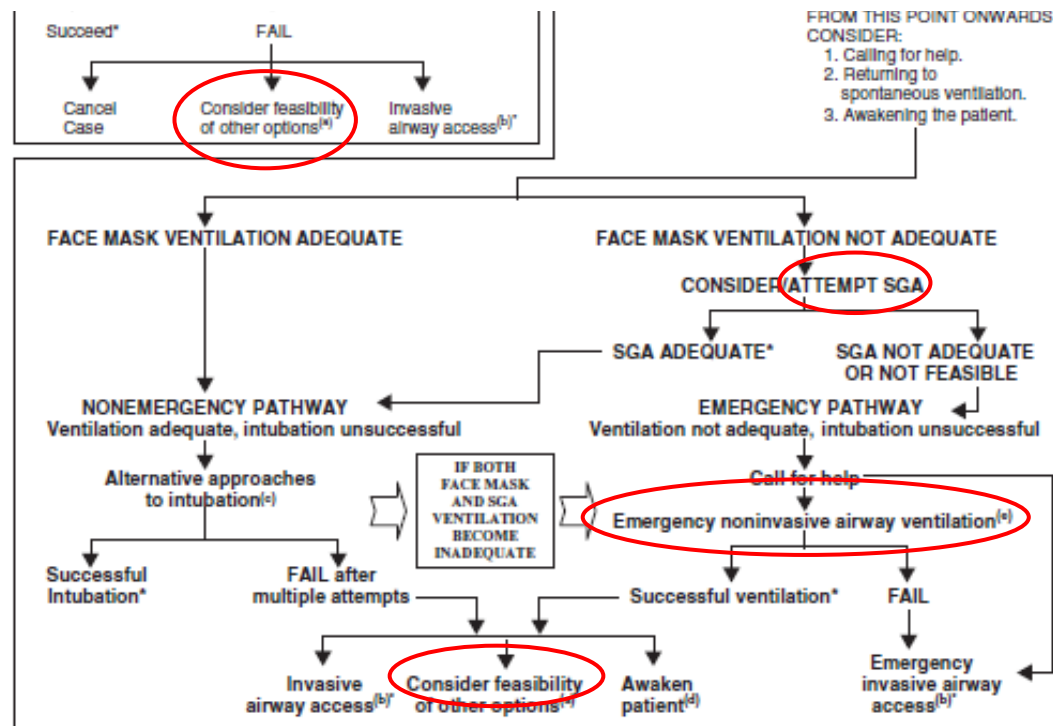 Succeed*
FAIL
FROM THIS POINT ONWARDS
CONSIDER:
1. Calling for help.
2. Returning to
spontaneous ventilation.
3. Awakening the patient.
Cancel
Case
Consider feasibility
of other options(a)
Invasive
airway access(b)*
FACE MASK VENTILATION ADEQUATE
FACE MASK VENTILATION NOT ADEQUATE
CONSIDER/ATTEMPT SGA
SGA ADEQUATE*
SGA NOT ADEQUATE
OR NOT FEASIBLE
NONEMERGENCY PATHWAY
Ventilation adequate, intubation unsuccessful
EMERGENCY PATHWAY
Ventilation not adequate, intubation unsuccessful
Alternative approaches
to intubation(c)
IF BOTH
FACE MASK
AND SGA
VENTILATION
BECOME
INADEQUATE
Call for help
Emergency noninvasive airway ventilation(e)
Successful
Intubation*
FAIL after
multiple attempts
Successful ventilation*
FAIL
Invasive
airway access(b)*
Consider feasibility
of other options(a)
Awaken
patient(d)
Emergency
invasive airway
access(b)*